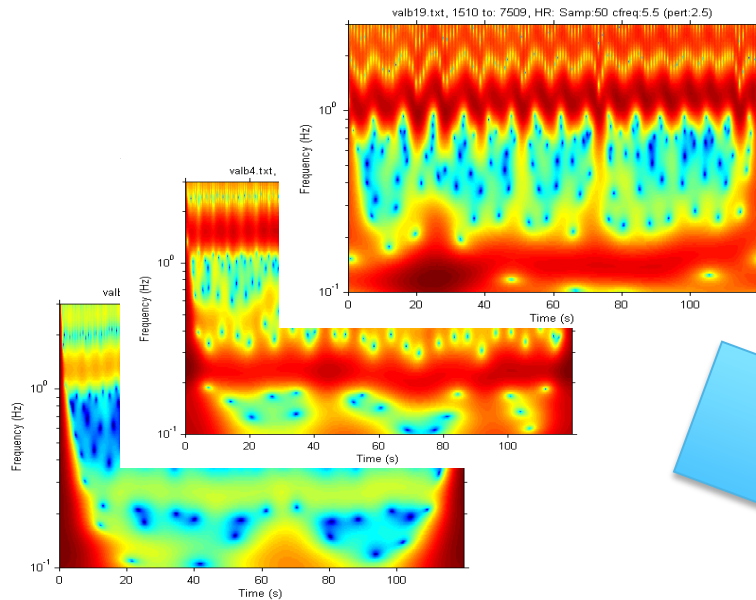 valb19.txt, 1510 to: 7509, HR: Samp:50 cfreq:5.5 (pert:2.5)
Frequency (Hz)
10^0
10^-1
0 20 40 60 80 100
Time (s)
valb4.txt,
Frequency (Hz)
10^0
10^-1
0 20 40 60 80 100 120
Time (s)
Frequency (Hz)
10^0
10^-1
0 20 40 60 80 100
Time (s)